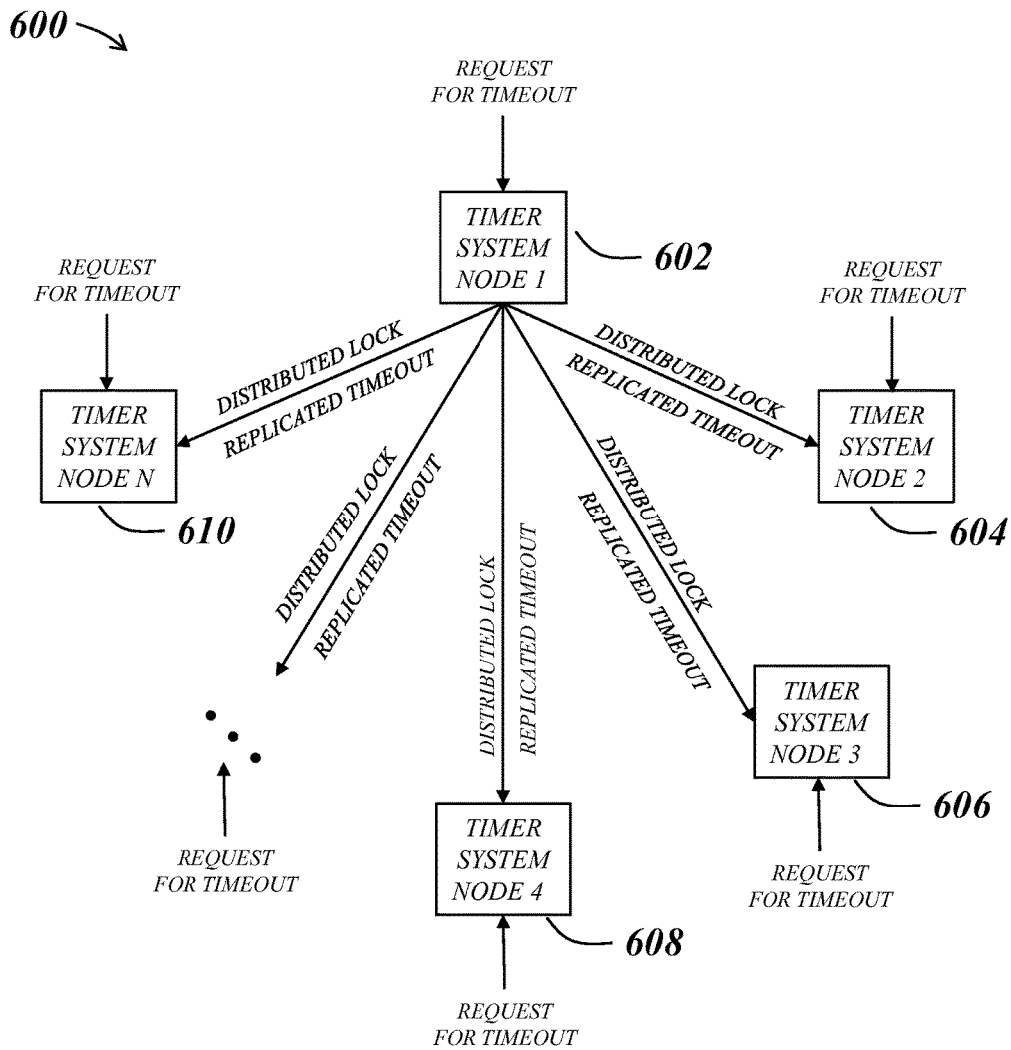 600
REQUEST
FOR TIMEOUT
TIMER
SYSTEM
NODE 1
602
REQUEST
FOR TIMEOUT
REQUEST
FOR TIMEOUT
DISTRIBUTED LOCK
REPLICATED TIMEOUT
DISTRIBUTED LOCK
REPLICATED TIMEOUT
TIMER
SYSTEM
NODE N
610
TIMER
SYSTEM
NODE 2
604
DISTRIBUTED LOCK
REPLICATED TIMEOUT
DISTRIBUTED LOCK
REPLICATED TIMEOUT
DISTRIBUTED LOCK
REPLICATED TIMEOUT
TIMER
SYSTEM
NODE 3
606
REQUEST
FOR TIMEOUT
TIMER
SYSTEM
NODE 4
608
REQUEST
FOR TIMEOUT
REQUEST
FOR TIMEOUT